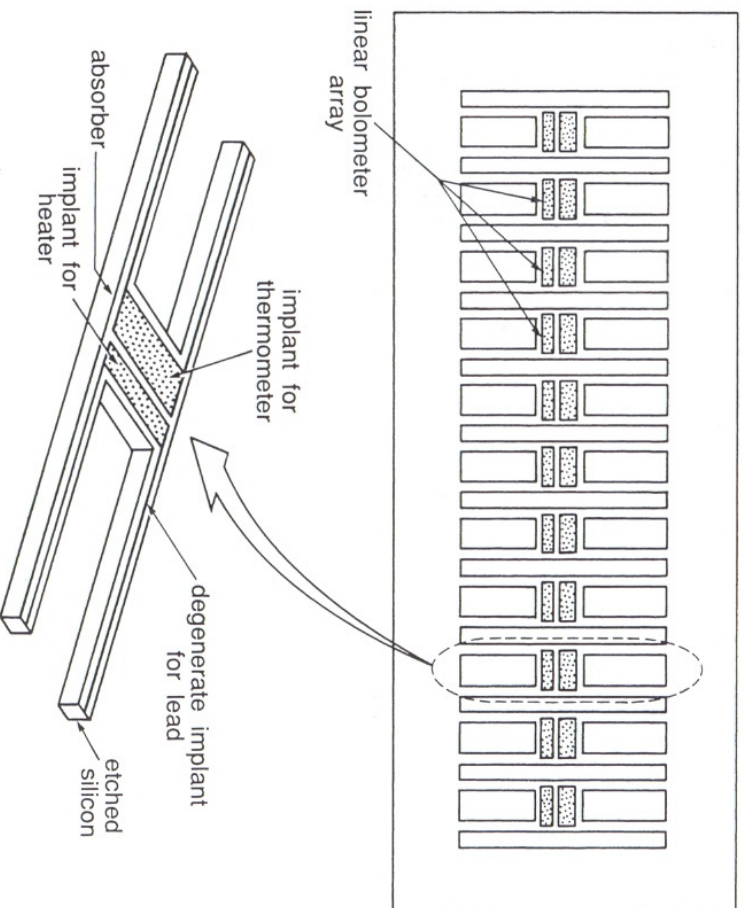 linear bolometer
array
absorber
implant for
heater
implant for
thermometer
degenerate implant
for lead
etched
silicon